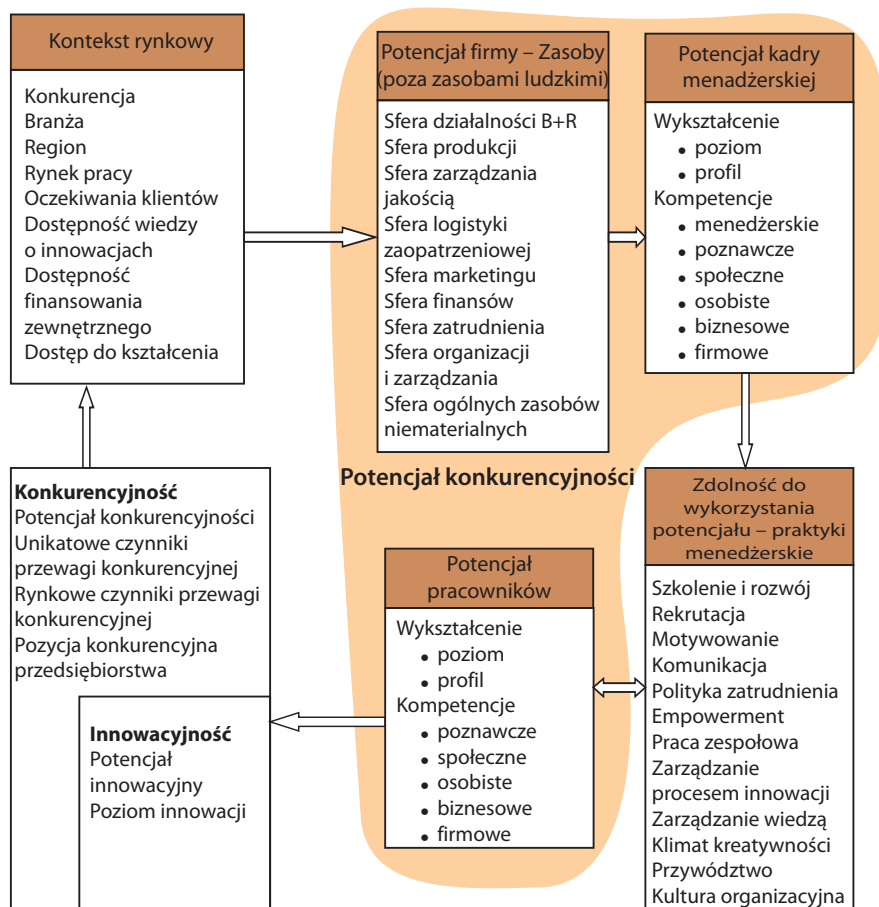 Kontekst rynkowy
Konkurencja
Branża
Region
Rynek pracy
Oczekiwania klientów
Dostępność wiedzy
o innowacjach
Dostępność
finansowania
zewnętrznego
Dostęp do kształcenia
Potencjał firmy – Zasoby
(poza zasobami ludzkimi)
Sfera działalności B+R
Sfera produkcji
Sfera zarządzania
jakością
Sfera logistyki
zaopatrzeniowej
Sfera marketingu
Sfera finansów
Sfera zatrudnienia
Sfera organizacji
i zarządzania
Sfera ogólnych zasobów
niematerialnych
Potencjał kadry
menadżerskiej
Wykształcenie
• poziom
• profil
Kompetencje
• menedżerskie
• poznawcze
• społeczne
• osobiste
• biznesowe
• firmowe
Potencjał konkurencyjności
Konkurencyjność
Potencjał konkurencyjności
Unikatowe czynniki
przewagi konkurencyjnej
Rynkowe czynniki przewagi
konkurencyjnej
Pozycja konkurencyjna
przedsiębiorstwa
Innowacyjność
Potencjał
innowacyjny
Poziom innowacji
Potencjał
pracowników
Wykształcenie
• poziom
• profil
Kompetencje
• poznawcze
• społeczne
• osobiste
• biznesowe
• firmowe
Zdolność do
wykorzystania
potencjału – praktyki
menedżerskie
Szkolenie i rozwój
Rekrutacja
Motywowanie
Komunikacja
Polityka zatrudnienia
Empowerment
Praca zespołowa
Zarządzanie
procesem innowacji
Zarządzanie wiedzą
Klimat kreatywności
Przywództwo
Kultura organizacyjna